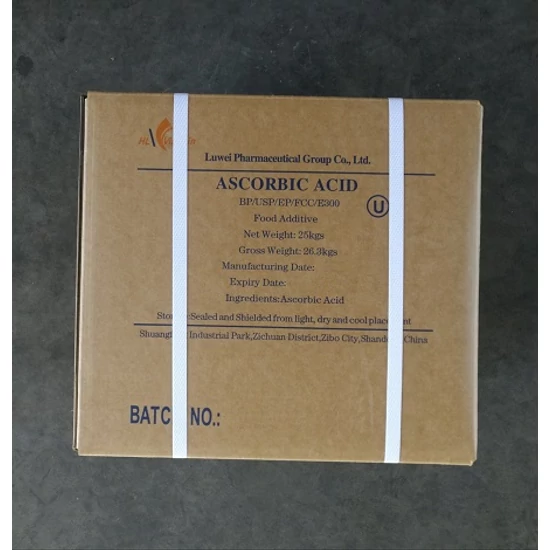 Luwei Pharmaceutical Group Co., Ltd.
ASCORBIC ACID
BP/USP/EP/FCC/E300
U
Food Additive
Net Weight: 25kgs
Gross Weight: 26.3kgs
Manufacturing Date:
Expiry Date:
Ingredients:Ascorbic Acid
Sealed and Shielded from light, dry and cool place
Industrial Park,Zichuan District,Zibo City, China
NO.: